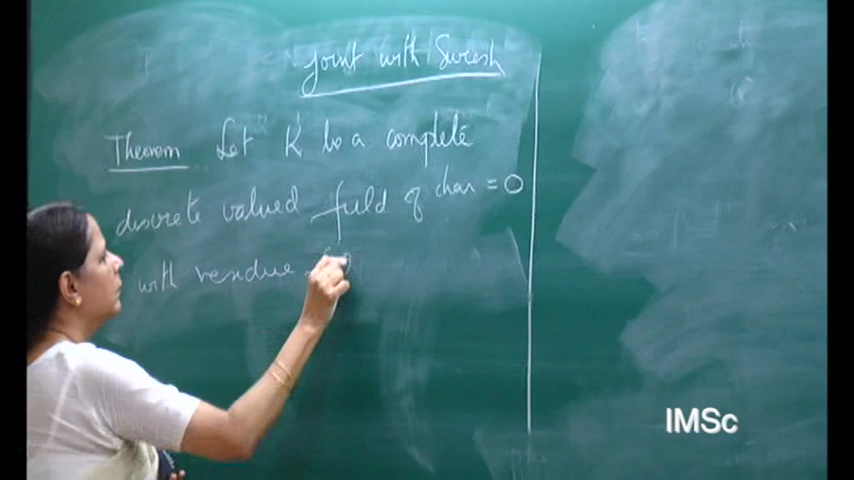 Joint with Suresh
Theorem Let K be a complete
discrete valued field of char = 0
with residue
IMSc